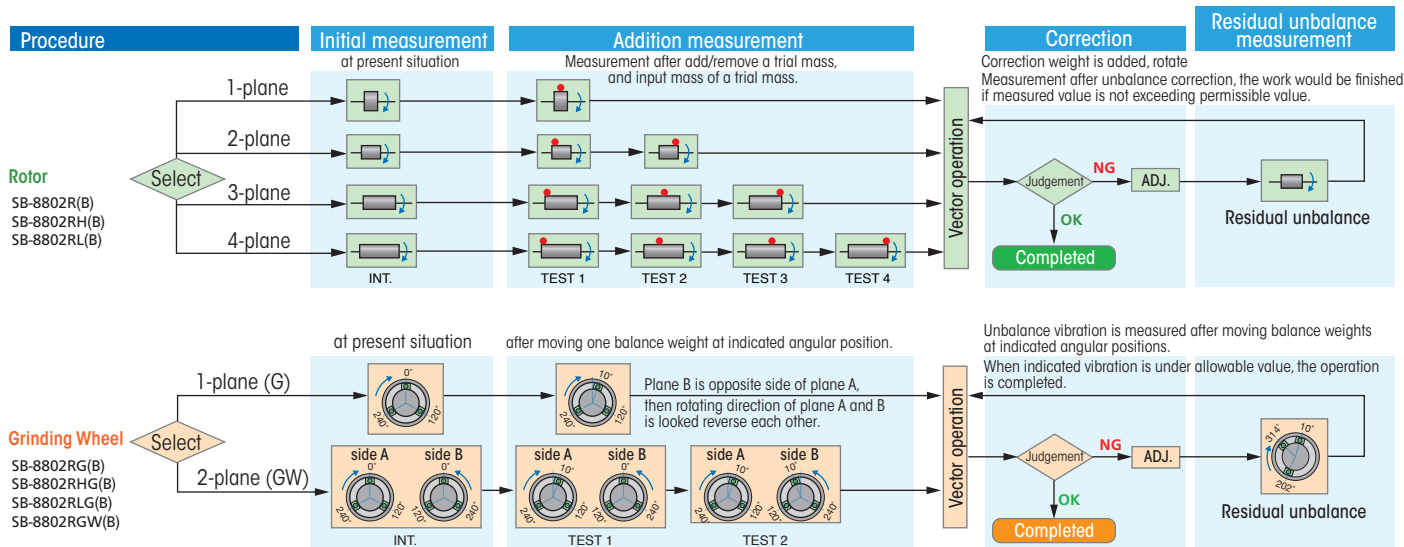 Procedure
Initial measurement
Addition measurement
Correction
Residual unbalance
measurement
at present situation
Measurement after add/remove a trial mass,
and input mass of a trial mass.
Correction weight is added, rotate
Measurement after unbalance correction, the work would be finished
if measured value is not exceeding permissible value.
Rotor
SB-8802R(B)
SB-8802RH(B)
SB-8802RL(B)
Select
1-plane
2-plane
3-plane
4-plane
INT.
TEST 1
TEST 2
TEST 3
TEST 4
Vector operation
Judgement
NG
ADJ.
OK
Completed
Residual unbalance
at present situation
after moving one balance weight at indicated angular position.
Unbalance vibration is measured after moving balance weights
at indicated angular positions.
When indicated vibration is under allowable value, the operation
is completed.
Grinding Wheel
SB-8802RG(B)
SB-8802RHG(B)
SB-8802RLG(B)
SB-8802RGW(B)
Select
1-plane (G)
0°
240°
120°
10°
240°
120°
Plane B is opposite side of plane A,
then rotating direction of plane A and B
is looked reverse each other.
2-plane (GW)
side A
0°
240°
120°
side B
0°
120°
240°
INT.
side A
10°
240°
120°
side B
0°
120°
240°
TEST 1
side A
10°
240°
120°
side B
10°
120°
240°
TEST 2
Vector operation
Judgement
NG
ADJ.
OK
Completed
314°
10°
202°
Residual unbalance